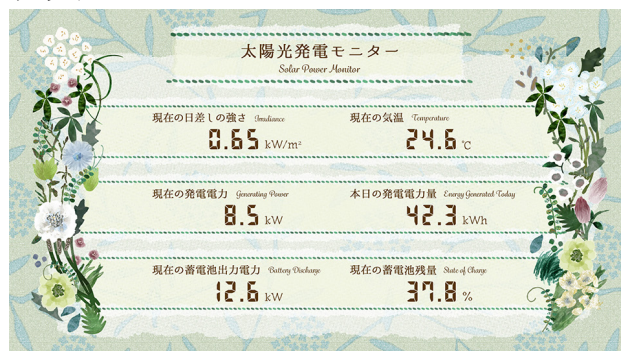 太陽光発電モニター
Solar Power Monitor
現在の日差しの強さ Irradiance
0.65 kW/m²
現在の気温 Temperature
24.6 ℃
現在の発電電力 Generating Power
8.5 kW
本日の発電電力量 Energy Generated Today
42.3 kWh
現在の蓄電池出力電力 Battery Discharge
12.6 kW
現在の蓄電池残量 State of Charge
37.8 %